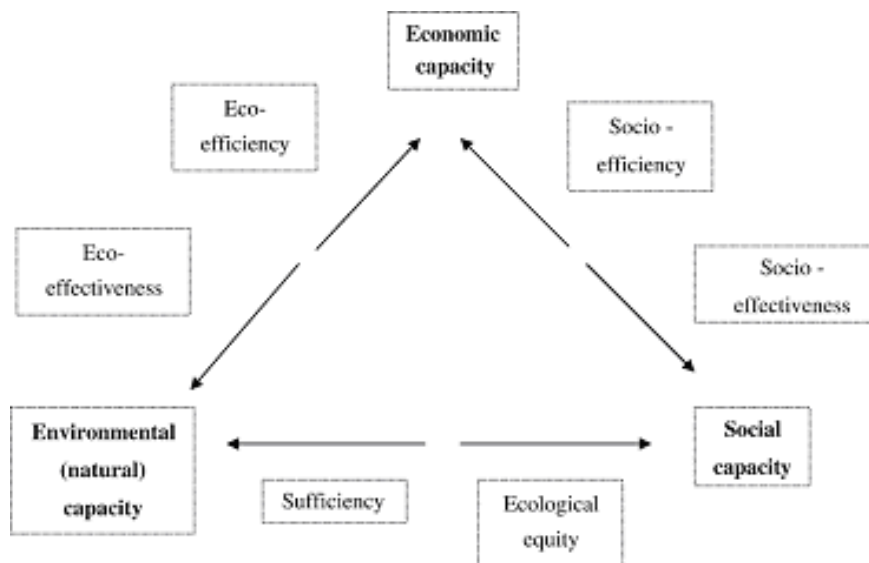 Economic
capacity
Eco-
efficiency
Socio -
efficiency
Eco-
effectiveness
Socio -
effectiveness
Environmental
(natural)
capacity
Social
capacity
Sufficiency
Ecological
equity